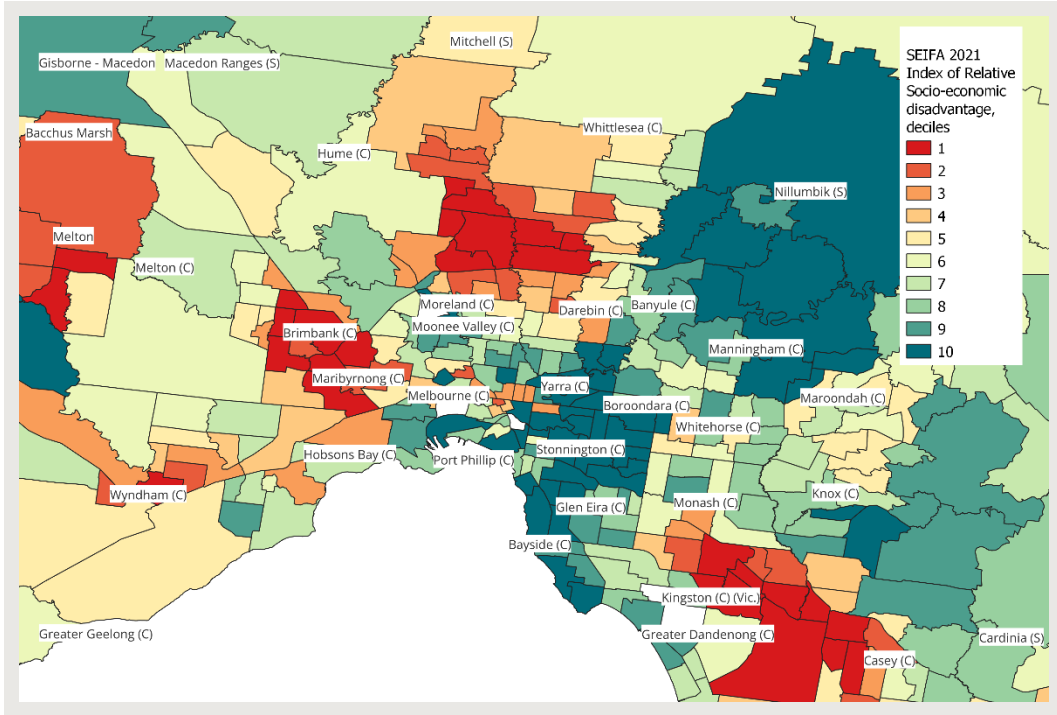 Mitchell (S)
Gisborne - Macedon
Macedon Ranges (S)
Bacchus Marsh
Whittlesea (C)
Hume (C)
Nillumbik (S)
Melton
Melton (C)
Moreland (C)
Darebin (C)
Banyule (C)
Brimbank (C)
Moonee Valley (C)
Manningham (C)
Maribyrnong (C)
Melbourne (C)
Yarra (C)
Maroondah (C)
Boroondara (C)
Whitehorse (C)
Hobsons Bay (C)
Port Phillip (C)
Stonnington (C)
Wyndham (C)
Glen Eira (C)
Monash (C)
Knox (C)
Bayside (C)
Kingston (C) (Vic.)
Greater Geelong (C)
Greater Dandenong (C)
Casey (C)
Cardinia (S)
SEIFA 2021
Index of Relative
Socio-economic
disadvantage,
deciles
1
2
3
4
5
6
7
8
9
10